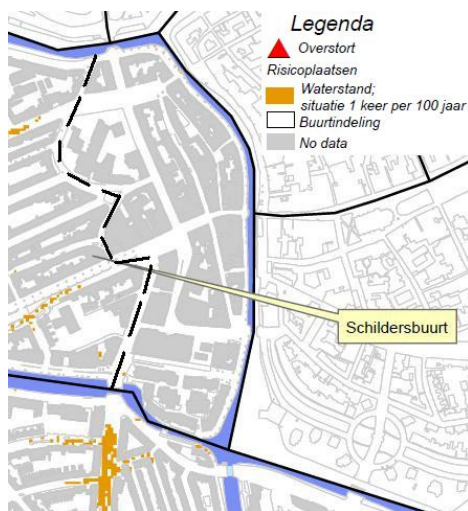 Legenda
Overstort
Risicoplaatsen
Waterstand;
situatie 1 keer per 100 jaar
Buurtindeling
No data
Schildersbuurt